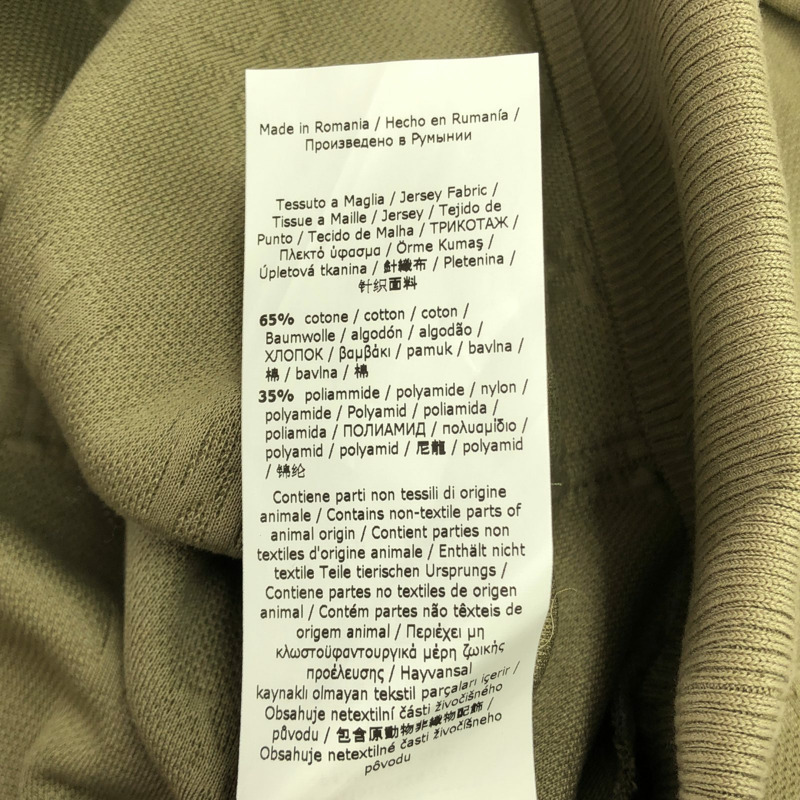 Made in Romania / Hecho en Rumanía /
Произведено в Румынии
Tessuto a Maglia / Jersey Fabric /
Tissue a Maille / Jersey / Tejido de
Punto / Tecido de Malha / ТРИКОТАЖ /
Πλεκτό ύφασμα / Örme Kumaş /
Úpletová tkanina / 針織布 / Pletenina /
针织面料
65% cotone / cotton / coton /
Baumwolle / algodón / algodão /
ХЛОПОК / βαμβάκι / pamuk / bavlna /
棉 / bavlna / 棉
35% poliammide / polyamide / nylon /
polyamide / Polyamid / poliamida /
poliamida / ПОЛИАМИД / πολυαμίδιο /
polyamid / polyamid / 尼龍 / polyamid
/ 锦纶
Contiene parti non tessili di origine
animale / Contains non-textile parts of
animal origin / Contient parties non
textiles d'origine animale / Enthält nicht
textile Teile tierischen Ursprungs /
Contiene partes no textiles de origen
animal / Contém partes não têxteis de
origem animal / Περιέχει μη
κλωστοϋφαντουργικά μέρη ζωικής
προέλευσης / Hayvansal
kaynaklı olmayan tekstil parçaları içerir /
Obsahuje netextilní části živočišného
původu / 包含原動物非織物配飾 /
Obsahuje netextilné časti živočíšneho
pôvodu